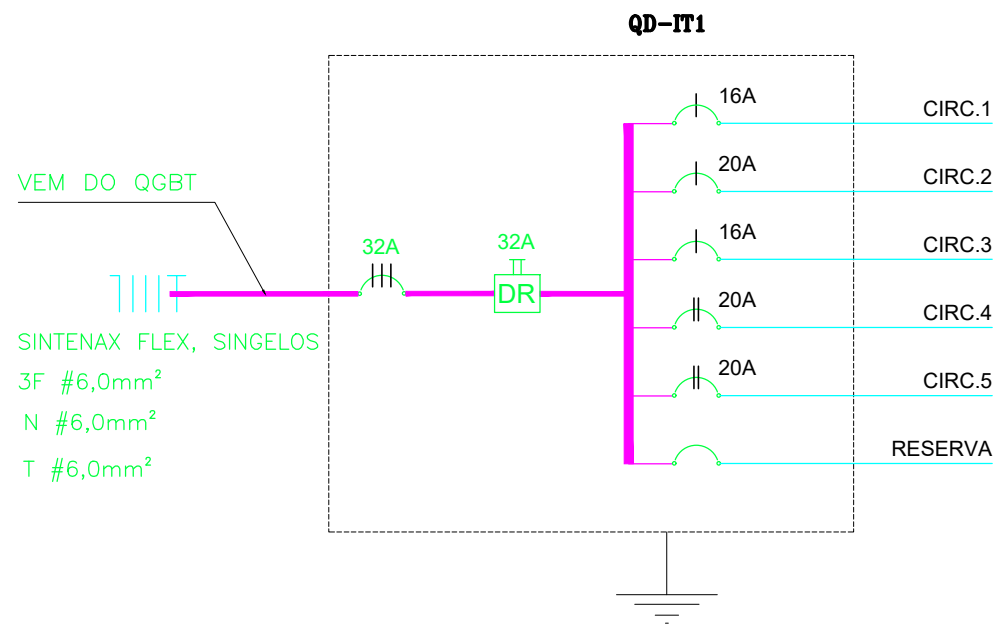 QD-IT1
16A
CIRC.1
20A
CIRC.2
VEM DO QGBT
16A
CIRC.3
32A
32A
DR
20A
CIRC.4
SINTENAX FLEX, SINGELOS
3F #6,0mm²
20A
CIRC.5
N #6,0mm²
RESERVA
T #6,0mm²